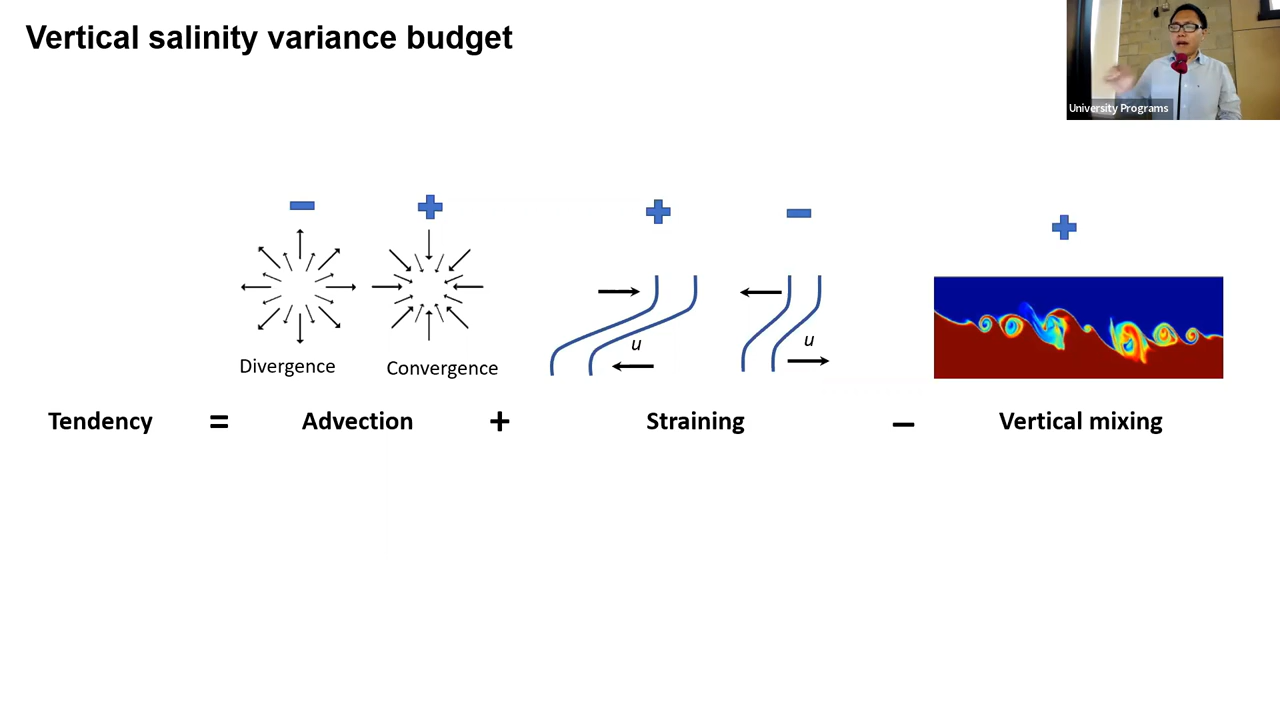 Vertical salinity variance budget
University Programs
− + + − +
u
u
Divergence
Convergence
Tendency = Advection + Straining − Vertical mixing